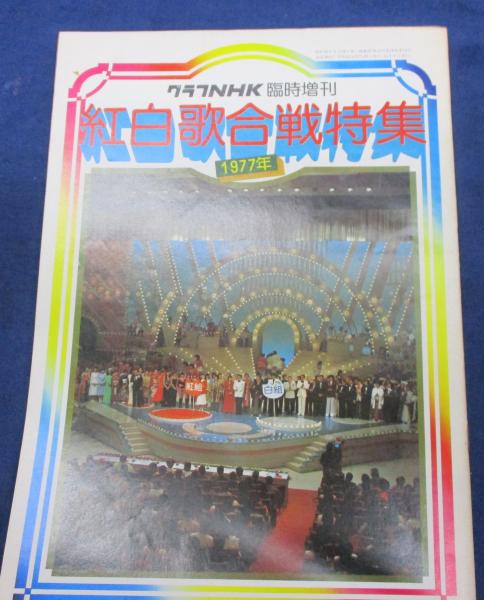 グラフNHK 臨時増刊
紅白歌合戦特集
1977年
紅組
白組